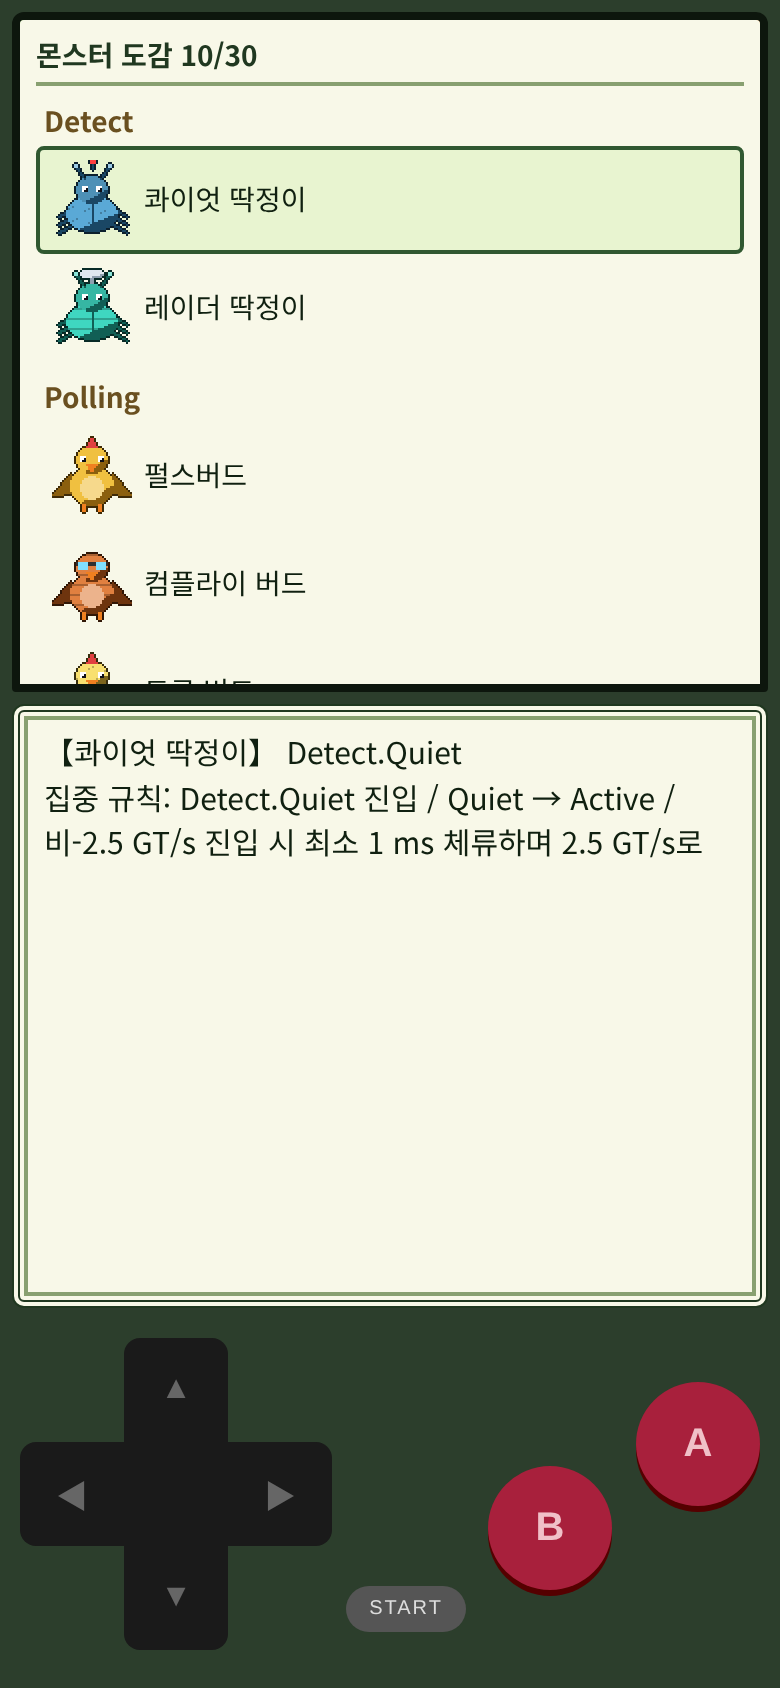 몬스터 도감 10/30
Detect
콰이엇 딱정이
레이더 딱정이
Polling
펄스버드
컴플라이 버드
【콰이엇 딱정이】 Detect.Quiet
집중 규칙: Detect.Quiet 진입 / Quiet → Active /
비-2.5 GT/s 진입 시 최소 1 ms 체류하며 2.5 GT/s로
▲
◀ ▶
▼
A
B
START